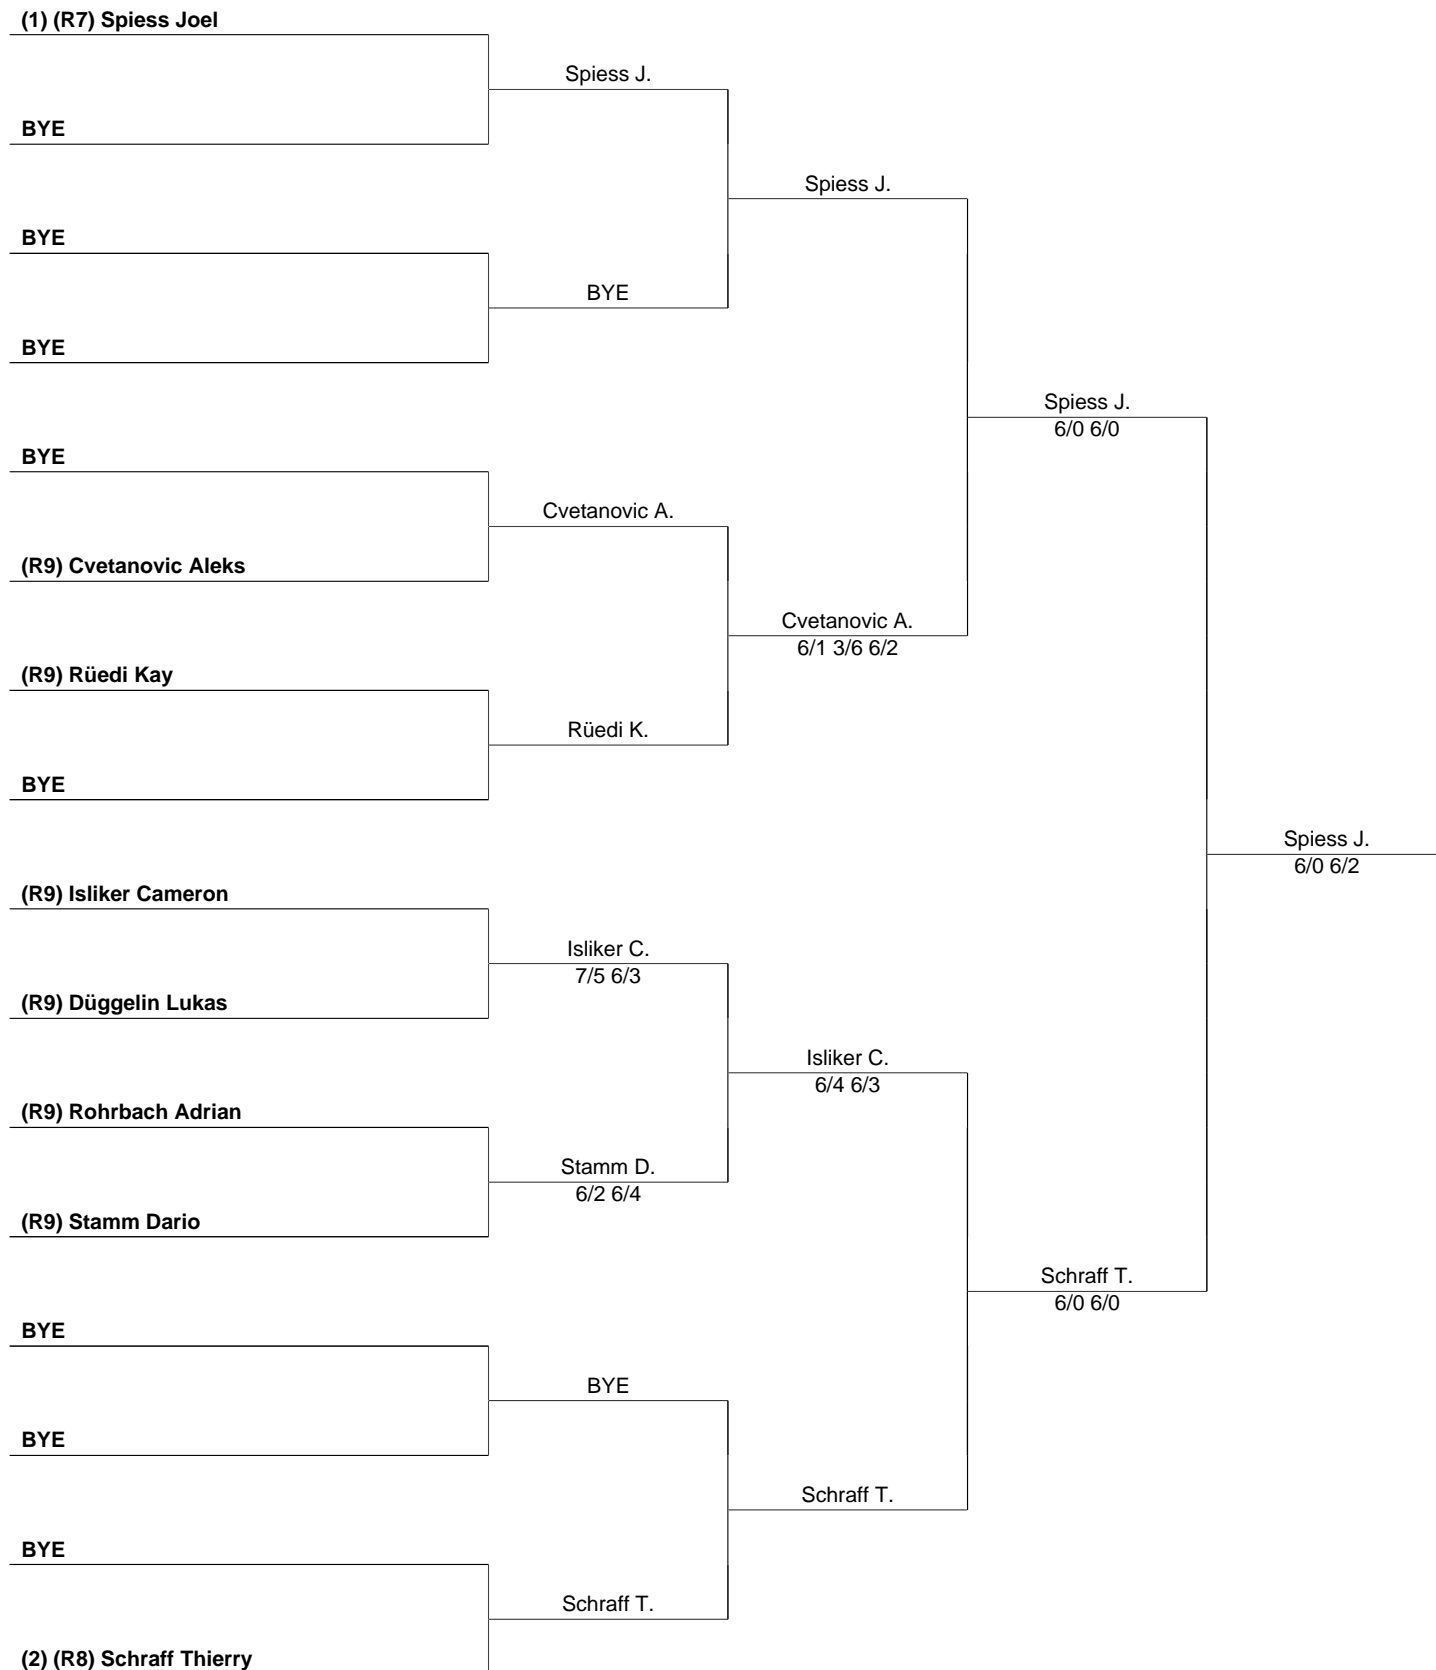 (1) (R7) Spiess Joel
Spiess J.
BYE
Spiess J.
BYE
BYE
BYE
Spiess J.
6/0 6/0
BYE
Cvetanovic A.
(R9) Cvetanovic Aleks
Cvetanovic A.
6/1 3/6 6/2
(R9) Rüedi Kay
Rüedi K.
BYE
Spiess J.
6/0 6/2
(R9) Isliker Cameron
Isliker C.
7/5 6/3
(R9) Düggelin Lukas
Isliker C.
6/4 6/3
(R9) Rohrbach Adrian
Stamm D.
6/2 6/4
(R9) Stamm Dario
Schraff T.
6/0 6/0
BYE
BYE
BYE
Schraff T.
BYE
Schraff T.
(2) (R8) Schraff Thierry